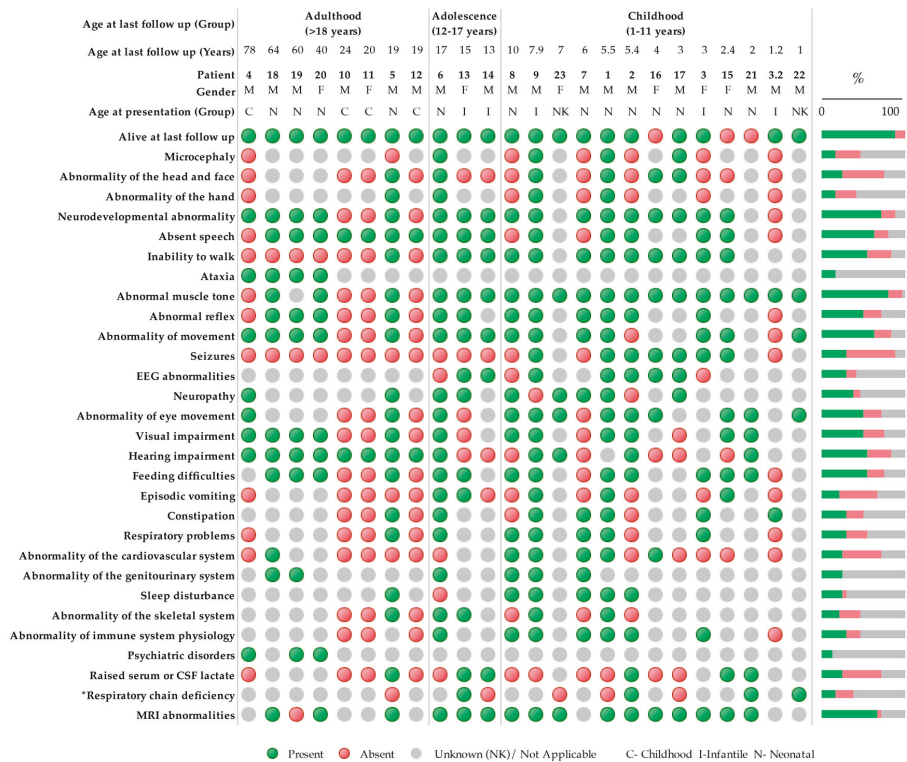 Age at last follow up (Group) Adulthood (>18 years) Adolescence (12-17 years) Childhood (1-11 years)
Age at last follow up (Years) 78 64 60 40 24 20 19 19 17 15 13 10 7.9 7 6 5.5 5.4 4 3 3 2.4 2 1.2 1
Patient 4 18 19 20 10 11 5 12 6 13 14 8 9 23 7 1 2 16 17 3 15 21 3.2 22 %
Gender M M M F M F M M M F M M M M M M M F M F F M M M
Age at presentation (Group) C N N N C C N C N I I N I NK N N N N N I N N I NK 0 100
Alive at last follow up
Microcephaly
Abnormality of the head and face
Abnormality of the hand
Neurodevelopmental abnormality
Absent speech
Inability to walk
Ataxia
Abnormal muscle tone
Abnormal reflex
Abnormality of movement
Seizures
EEG abnormalities
Neuropathy
Abnormality of eye movement
Visual impairment
Hearing impairment
Feeding difficulties
Episodic vomiting
Constipation
Respiratory problems
Abnormality of the cardiovascular system
Abnormality of the genitourinary system
Sleep disturbance
Abnormality of the skeletal system
Abnormality of immune system physiology
Psychiatric disorders
Raised serum or CSF lactate
*Respiratory chain deficiency
MRI abnormalities
Present Absent Unknown (NK)/ Not Applicable C- Childhood I-Infantile N- Neonatal